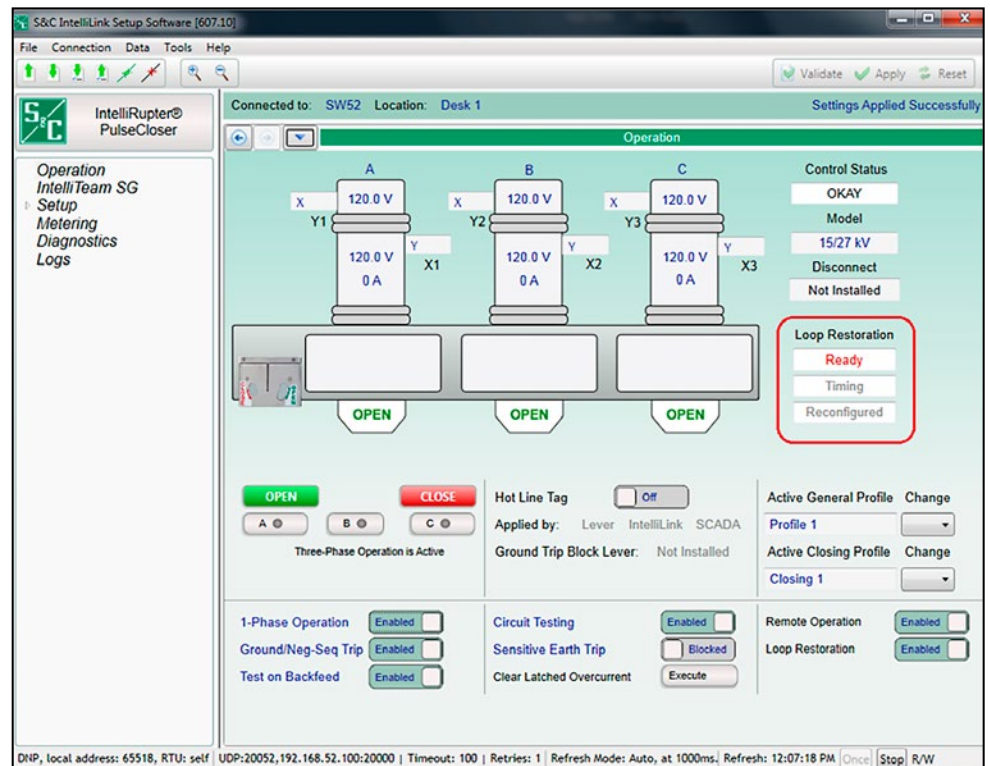 S&C IntelliLink Setup Software [607.10]
File Connection Data Tools Help
Validate Apply Reset
S&C IntelliRupter® PulseCloser
Connected to: SW52 Location: Desk 1 Settings Applied Successfully
Operation
Operation
IntelliTeam SG
Setup
Metering
Diagnostics
Logs
A B C
X 120.0 V X 120.0 V X 120.0 V
Y1 Y2 Y3
Y Y Y
120.0 V 120.0 V 120.0 V
X1 X2 X3
0 A 0 A 0 A
OPEN OPEN OPEN
Control Status
OKAY
Model
15/27 kV
Disconnect
Not Installed
Loop Restoration
Ready
Timing
Reconfigured
OPEN CLOSE
A B C
Three-Phase Operation is Active
Hot Line Tag Off
Applied by: Lever IntelliLink SCADA
Ground Trip Block Lever: Not Installed
Active General Profile Change
Profile 1
Active Closing Profile Change
Closing 1
1-Phase Operation Enabled
Ground/Neg-Seq Trip Enabled
Test on Backfeed Enabled
Circuit Testing Enabled
Sensitive Earth Trip Blocked
Clear Latched Overcurrent Execute
Remote Operation Enabled
Loop Restoration Enabled
DNP, local address: 65518, RTU: self UDP:20052,192.168.52.100:20000 | Timeout: 100 | Retries: 1 Refresh Mode: Auto, at 1000ms. Refresh: 12:07:18 PM Once Stop R/W